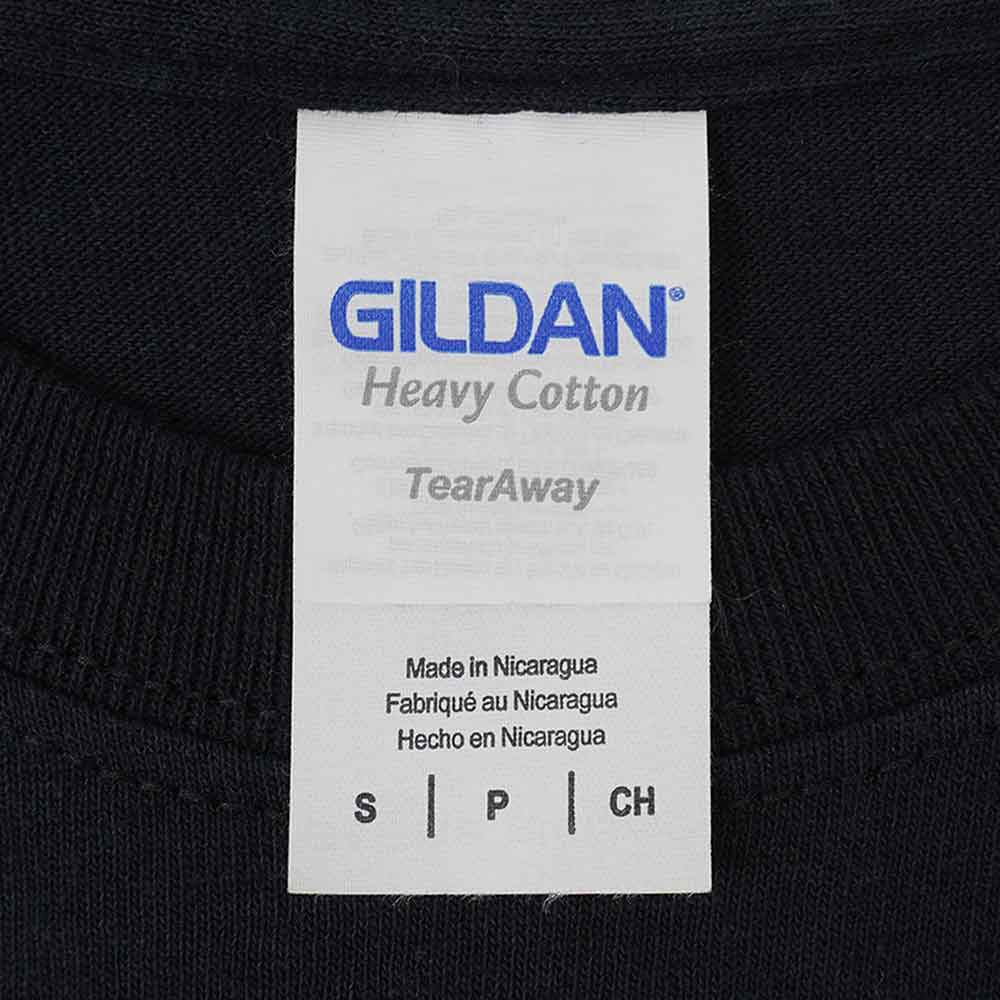 GILDAN®
Heavy Cotton
TearAway
Made in Nicaragua
Fabriqué au Nicaragua
Hecho en Nicaragua
S | P | CH